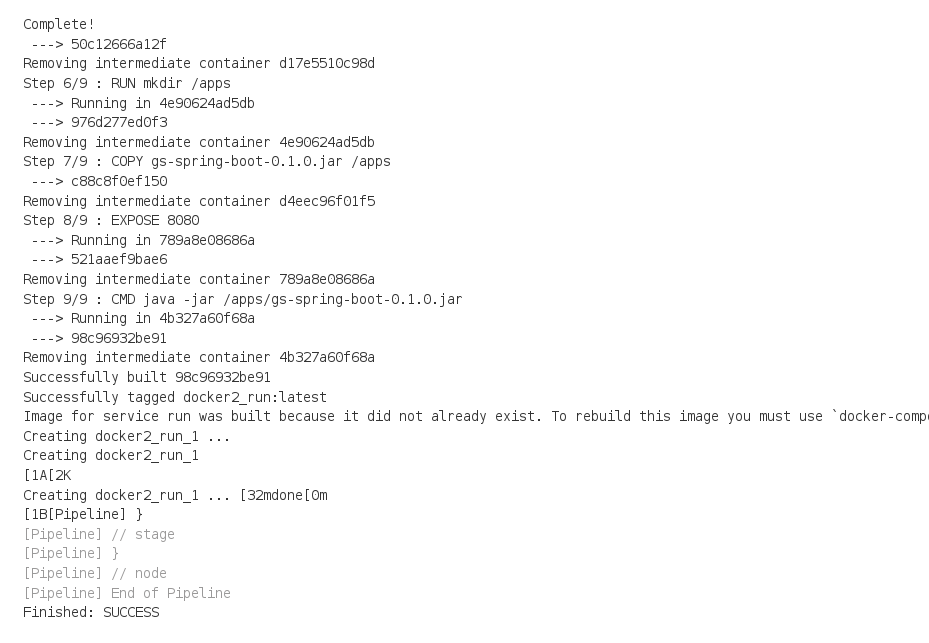 Complete!
 ---> 50c12666a12f
Removing intermediate container d17e5510c98d
Step 6/9 : RUN mkdir /apps
 ---> Running in 4e90624ad5db
 ---> 976d277ed0f3
Removing intermediate container 4e90624ad5db
Step 7/9 : COPY gs-spring-boot-0.1.0.jar /apps
 ---> c88c8f0ef150
Removing intermediate container d4eec96f01f5
Step 8/9 : EXPOSE 8080
 ---> Running in 789a8e08686a
 ---> 521aaef9bae6
Removing intermediate container 789a8e08686a
Step 9/9 : CMD java -jar /apps/gs-spring-boot-0.1.0.jar
 ---> Running in 4b327a60f68a
 ---> 98c96932be91
Removing intermediate container 4b327a60f68a
Successfully built 98c96932be91
Successfully tagged docker2_run:latest
Image for service run was built because it did not already exist. To rebuild this image you must use `docker-comp
Creating docker2_run_1 ...
Creating docker2_run_1
[1A[2K
Creating docker2_run_1 ... [32mdone[0m
[1B[Pipeline] }
[Pipeline] // stage
[Pipeline] }
[Pipeline] // node
[Pipeline] End of Pipeline
Finished: SUCCESS